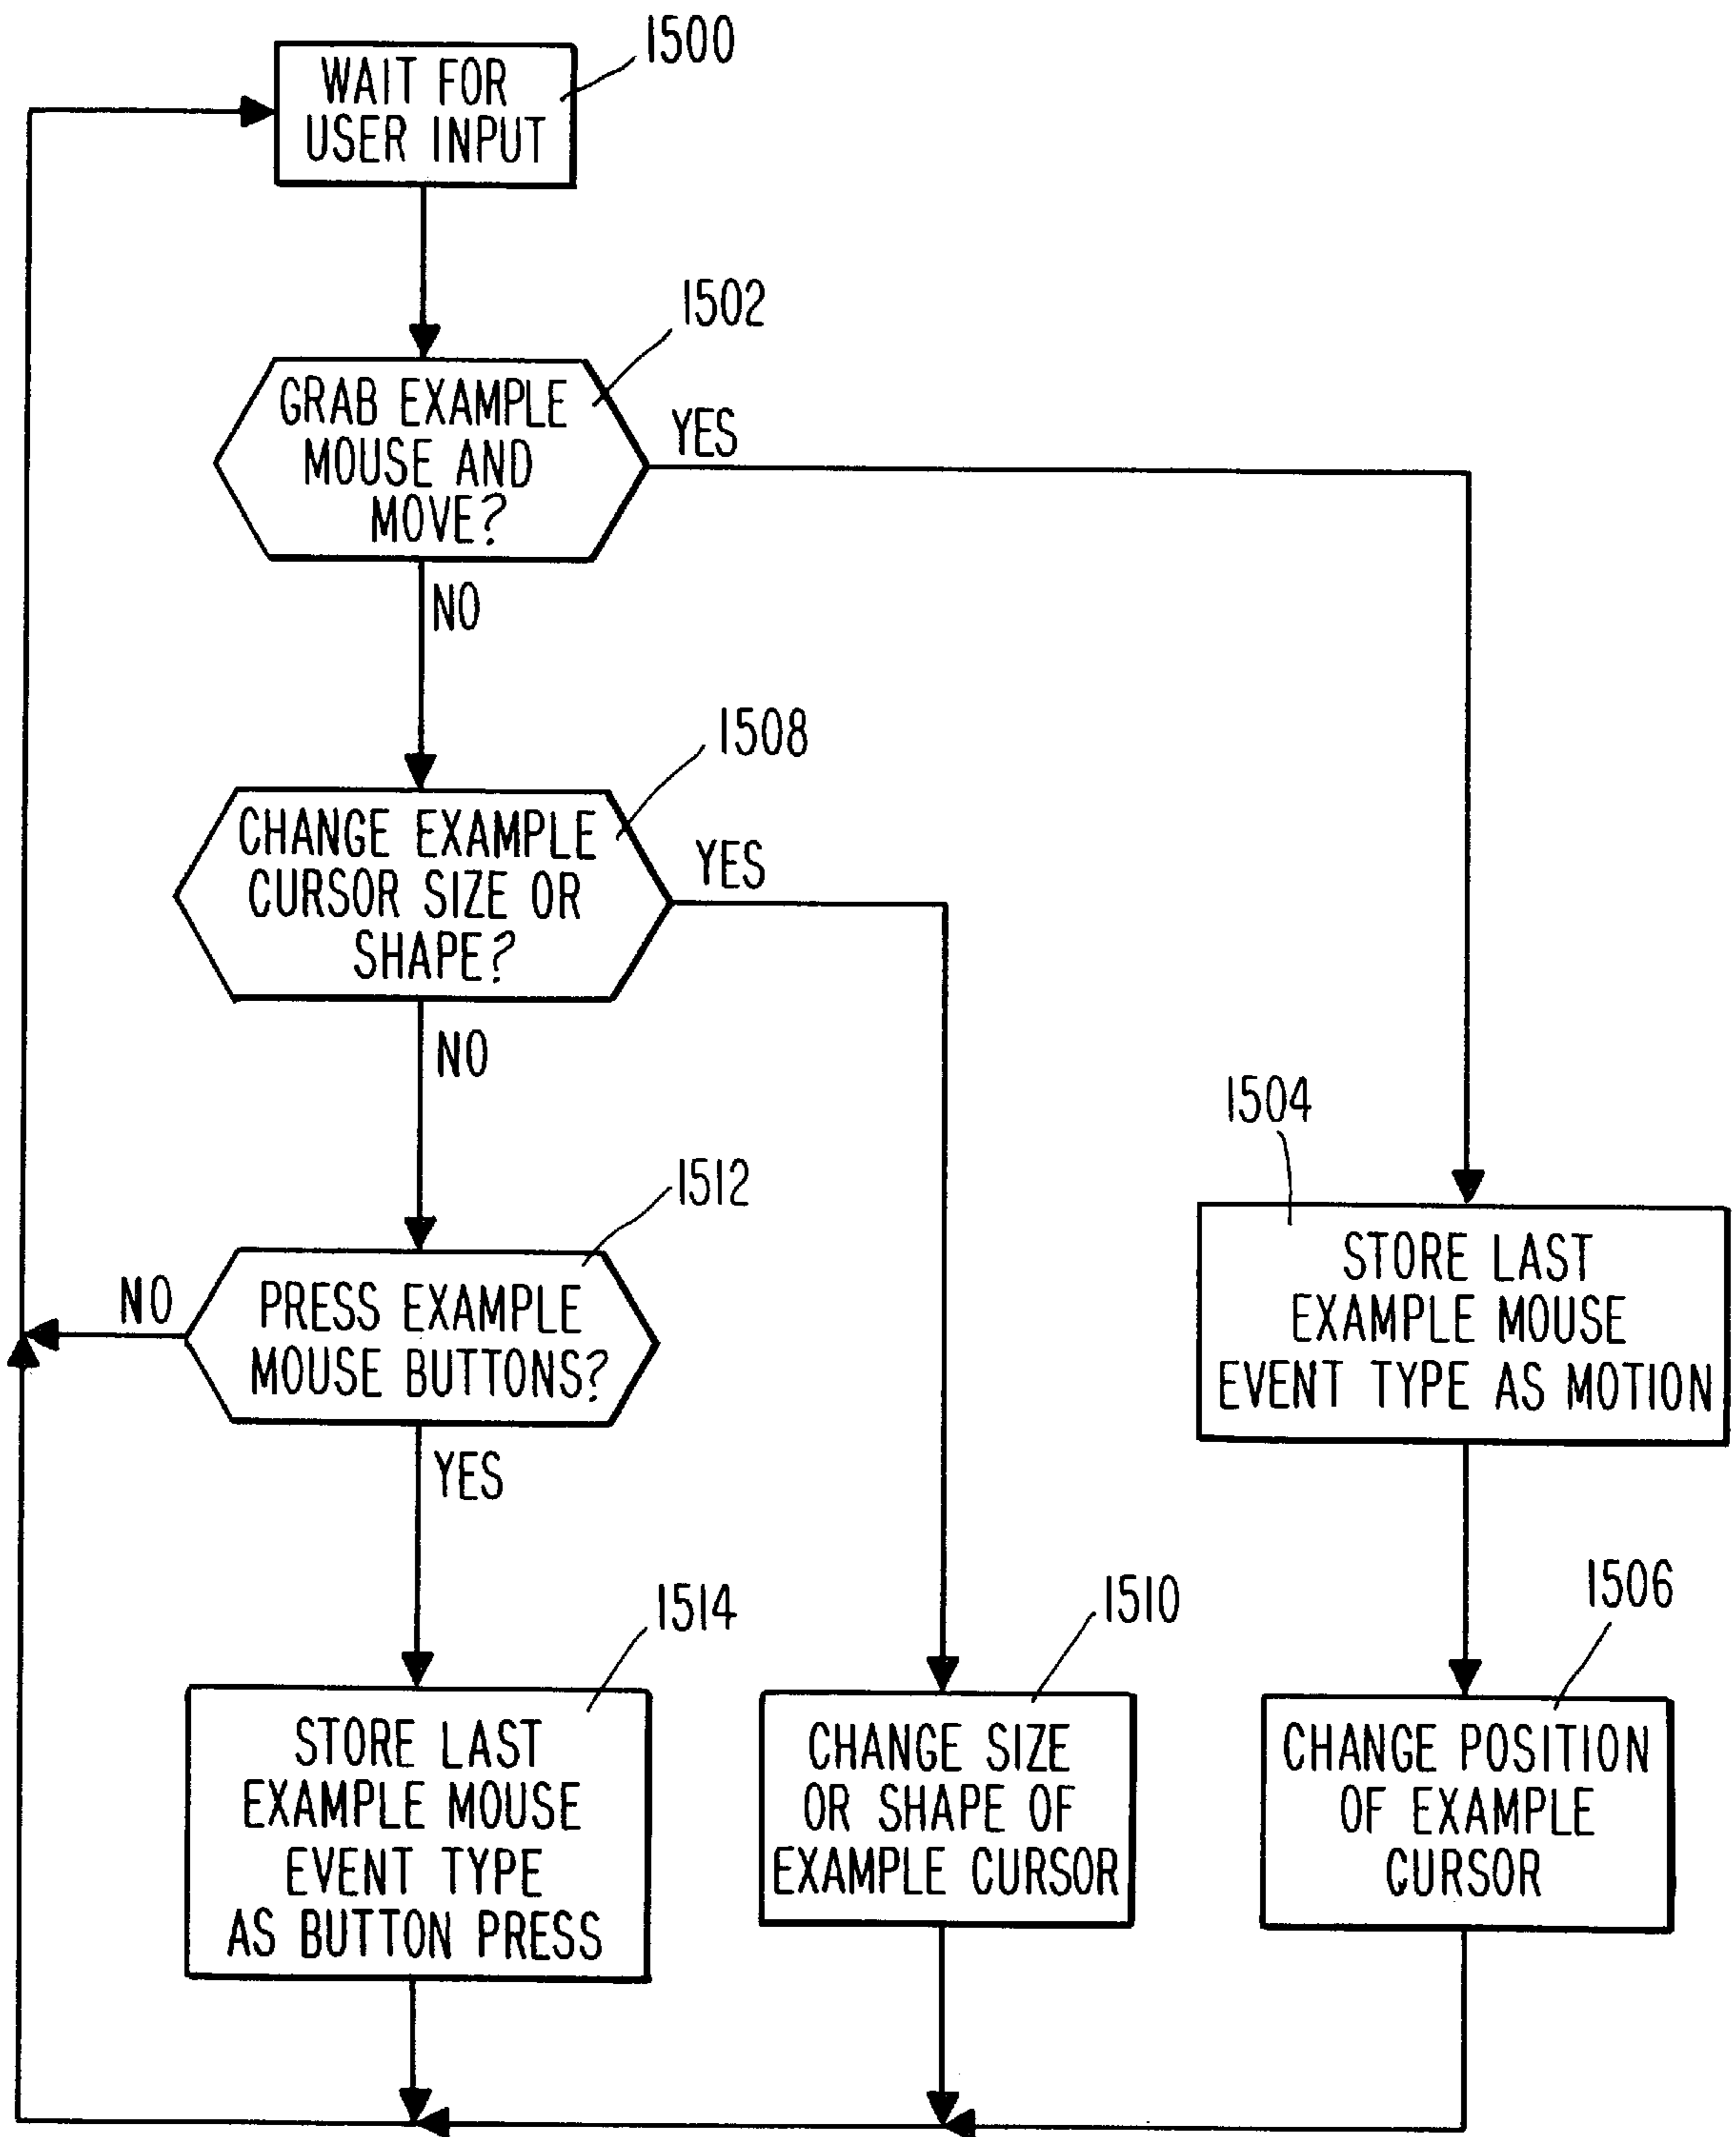 1500
WAIT FOR
USER INPUT
1502
GRAB EXAMPLE
MOUSE AND
MOVE?
YES
NO
1508
CHANGE EXAMPLE
CURSOR SIZE OR
SHAPE?
YES
NO
1512
PRESS EXAMPLE
MOUSE BUTTONS?
NO
YES
1504
STORE LAST
EXAMPLE MOUSE
EVENT TYPE AS MOTION
1514
STORE LAST
EXAMPLE MOUSE
EVENT TYPE
AS BUTTON PRESS
1510
CHANGE SIZE
OR SHAPE OF
EXAMPLE CURSOR
1506
CHANGE POSITION
OF EXAMPLE
CURSOR